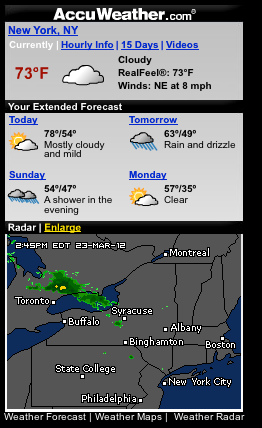 AccuWeather.com®
New York, NY
Currently | Hourly Info | 15 Days | Videos
73°F
Cloudy
RealFeel®: 73°F
Winds: NE at 8 mph
Your Extended Forecast
Today
78°/54°
Mostly cloudy
and mild
Tomorrow
63°/49°
Rain and drizzle
Sunday
54°/47°
A shower in the
evening
Monday
57°/35°
Clear
Radar | Enlarge
2:45PM EDT 23-MAR-12
Montreal
Toronto
Syracuse
Buffalo
Albany
Binghamton
Boston
State College
New York City
Philadelphia
Weather Forecast | Weather Maps | Weather Radar